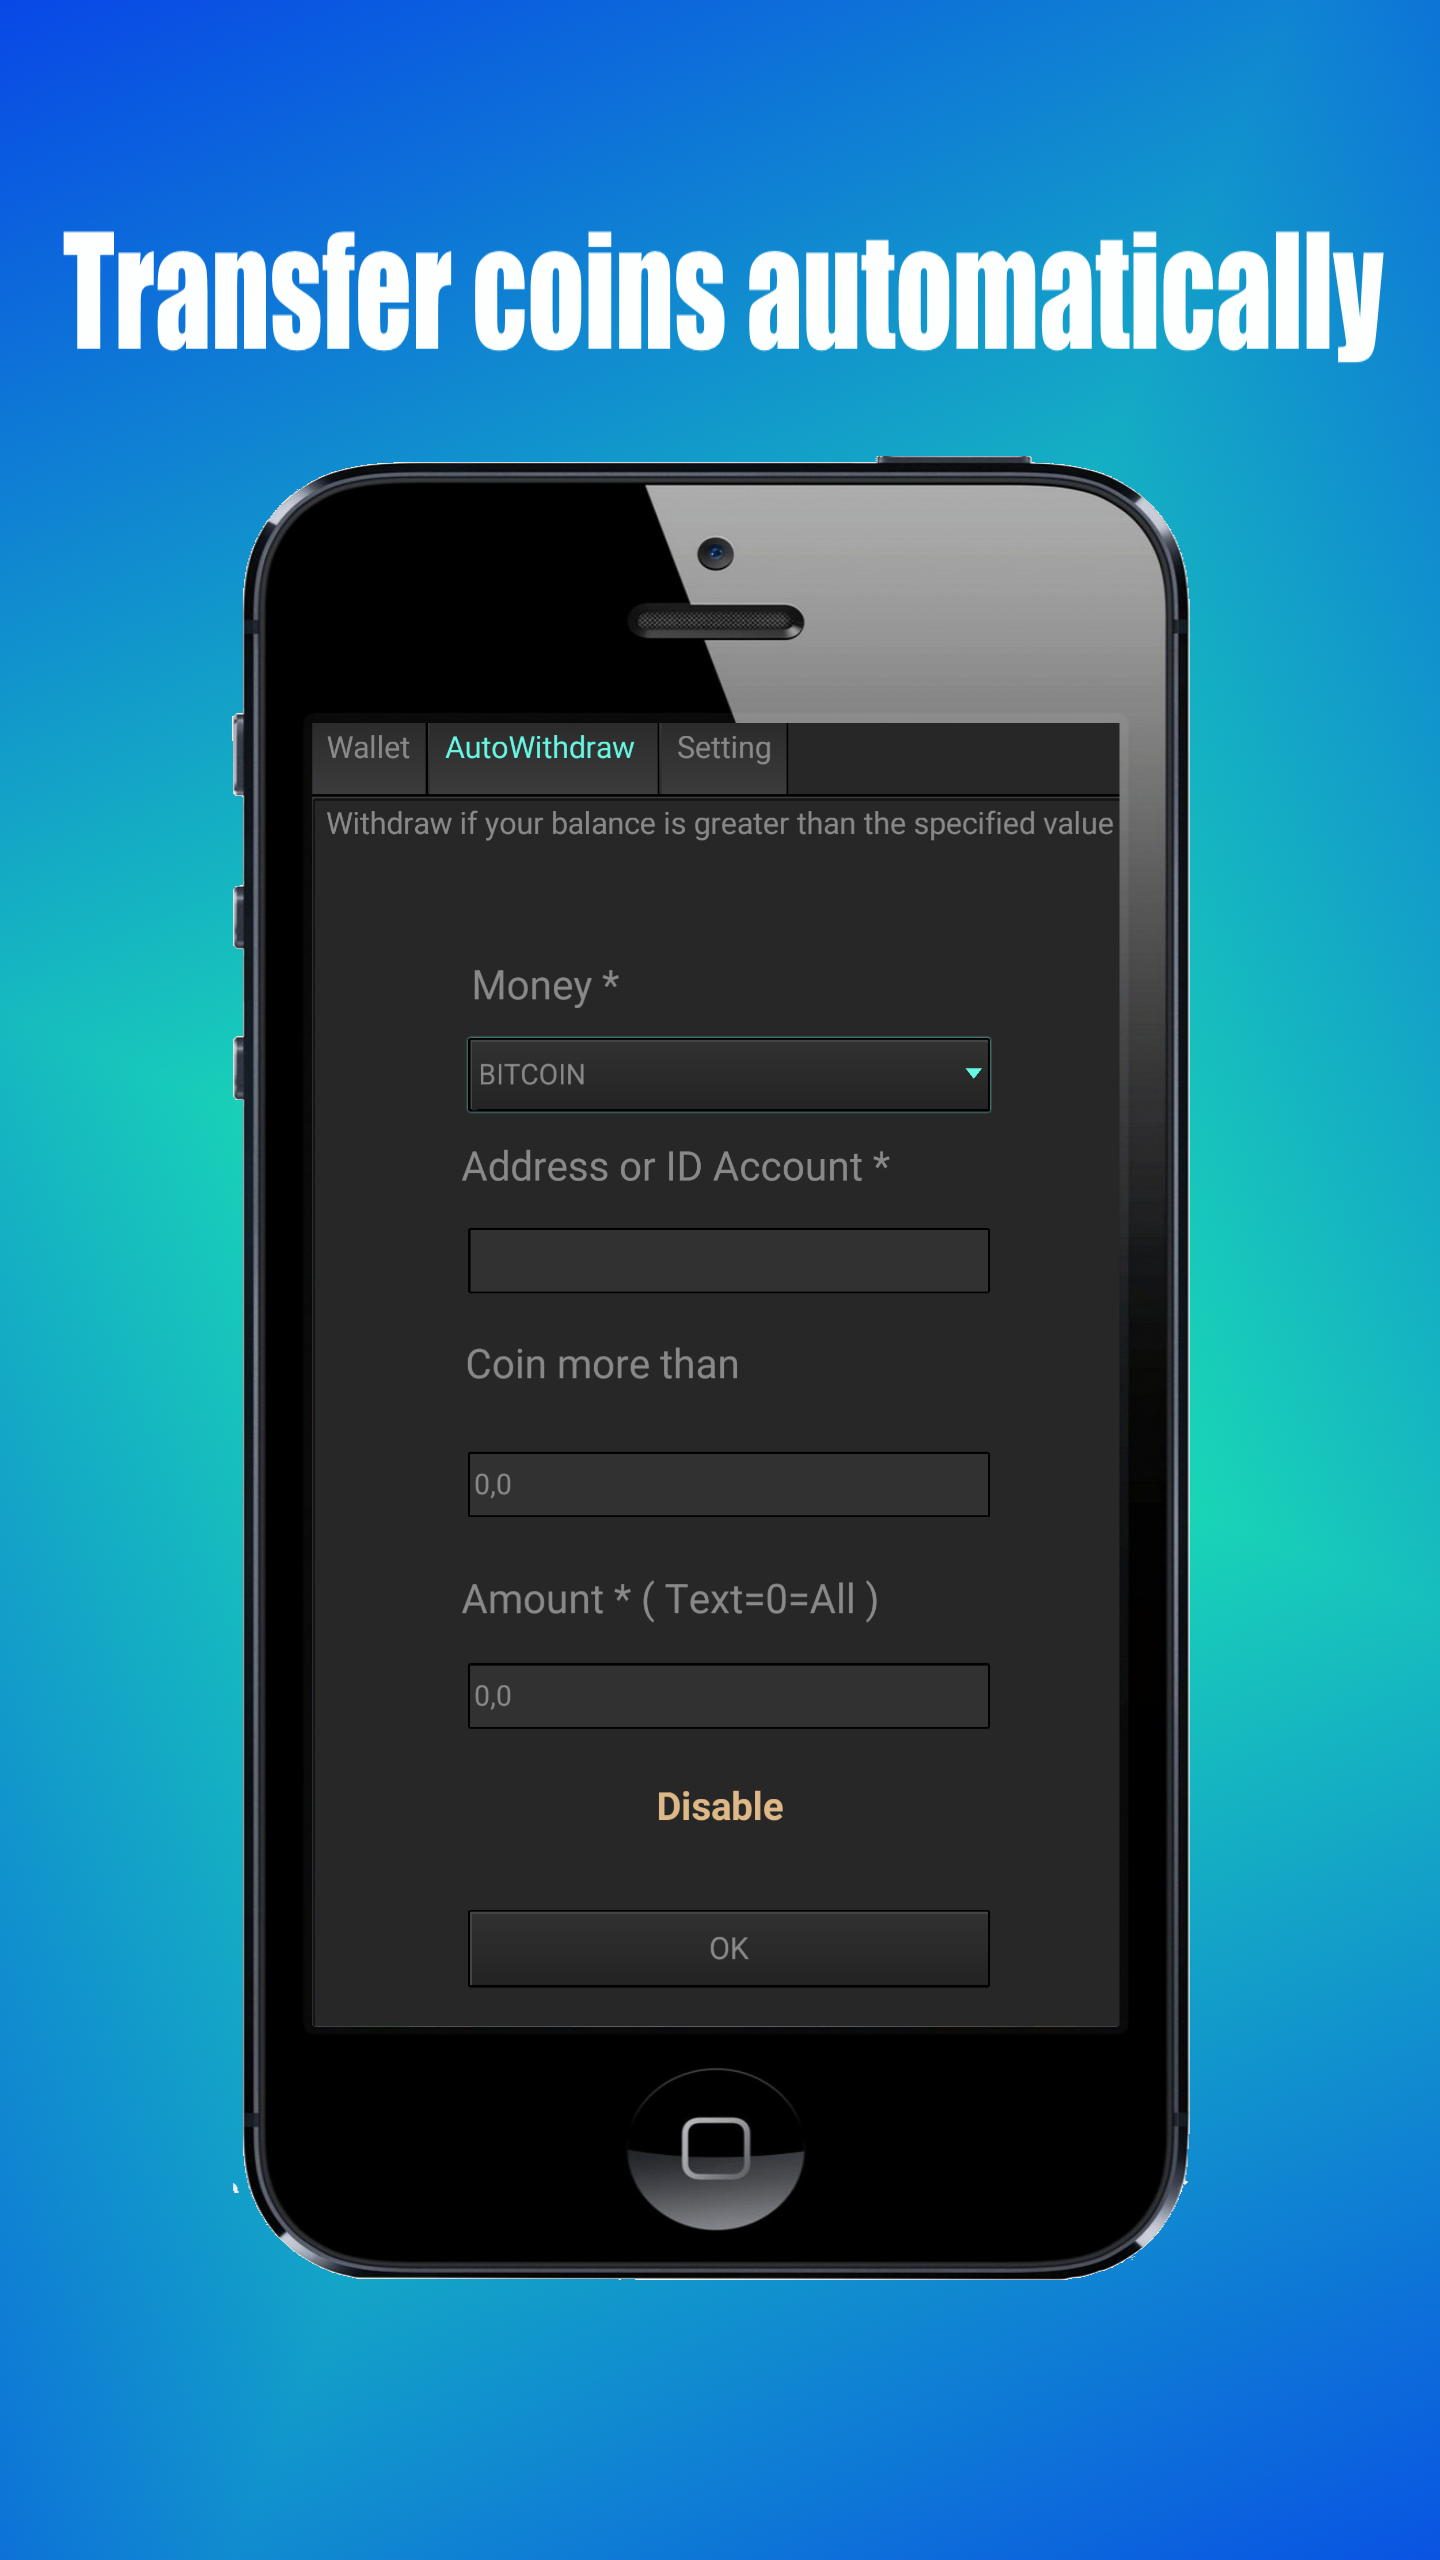 Transfer coins automatically
Wallet AutoWithdraw Setting
Withdraw if your balance is greater than the specified value
Money *
BITCOIN
Address or ID Account *
Coin more than
0,0
Amount * ( Text=0=All )
0,0
Disable
OK